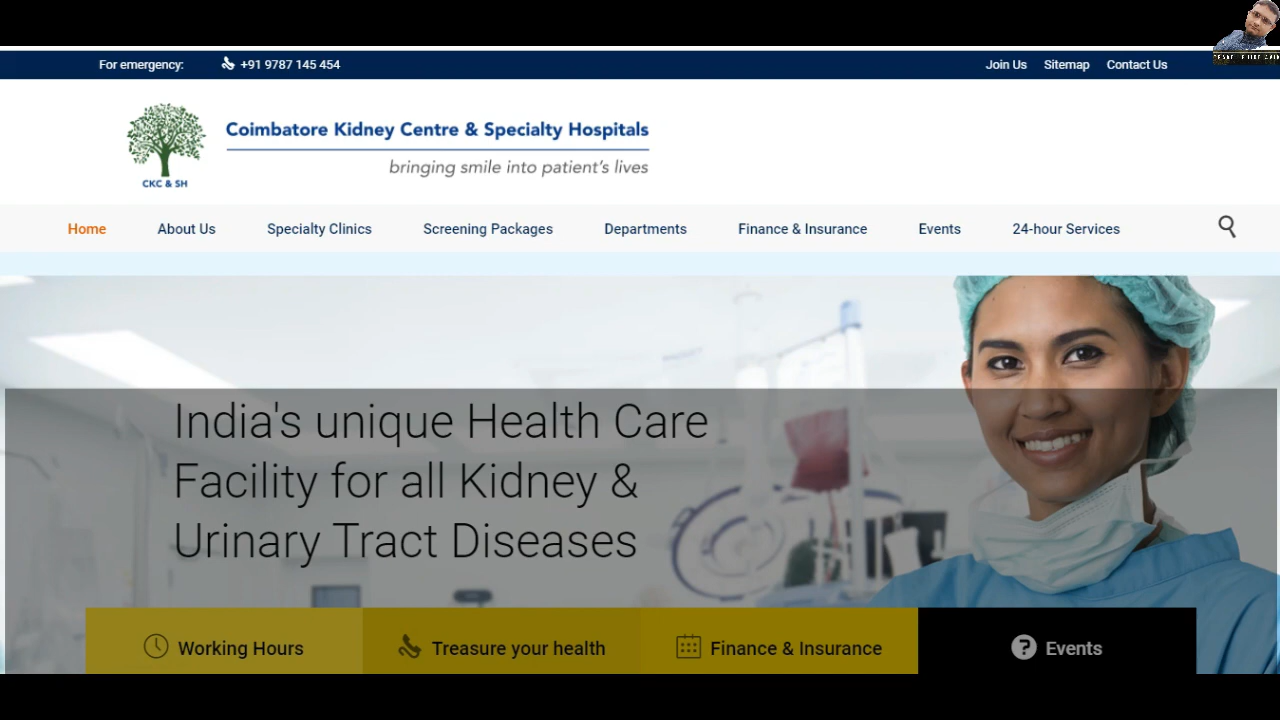 For emergency: +91 9787 145 454 Join Us Sitemap Contact Us
Coimbatore Kidney Centre & Specialty Hospitals
bringing smile into patient's lives
CKC & SH
Home About Us Specialty Clinics Screening Packages Departments Finance & Insurance Events 24-hour Services
India's unique Health Care
Facility for all Kidney &
Urinary Tract Diseases
Working Hours Treasure your health Finance & Insurance Events